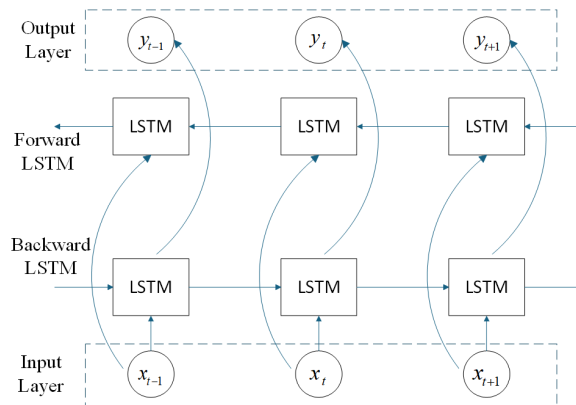 Output
Layer
y_{t-1}
y_t
y_{t+1}
LSTM
LSTM
LSTM
Forward
LSTM
Backward
LSTM
LSTM
LSTM
LSTM
Input
Layer
x_{t-1}
x_t
x_{t+1}